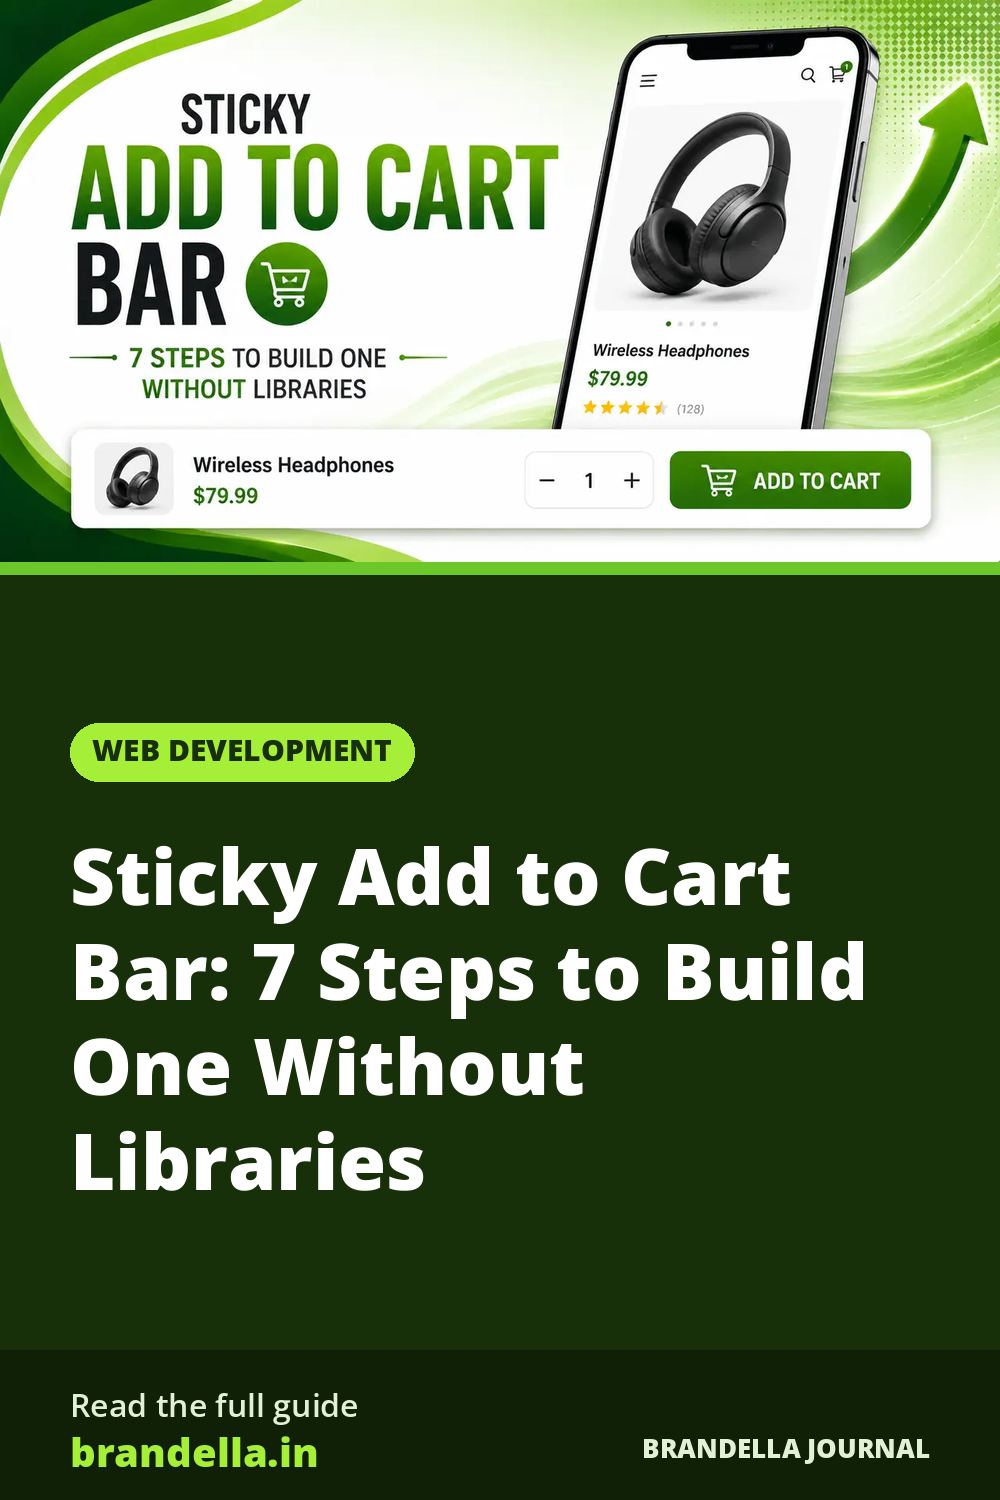 STICKY
ADD TO CART
BAR
7 STEPS TO BUILD ONE
WITHOUT LIBRARIES
1
Wireless Headphones
$79.99
(128)
Wireless Headphones
$79.99
− 1 +
ADD TO CART
WEB DEVELOPMENT
Sticky Add to Cart
Bar: 7 Steps to Build
One Without
Libraries
Read the full guide
brandella.in
BRANDELLA JOURNAL